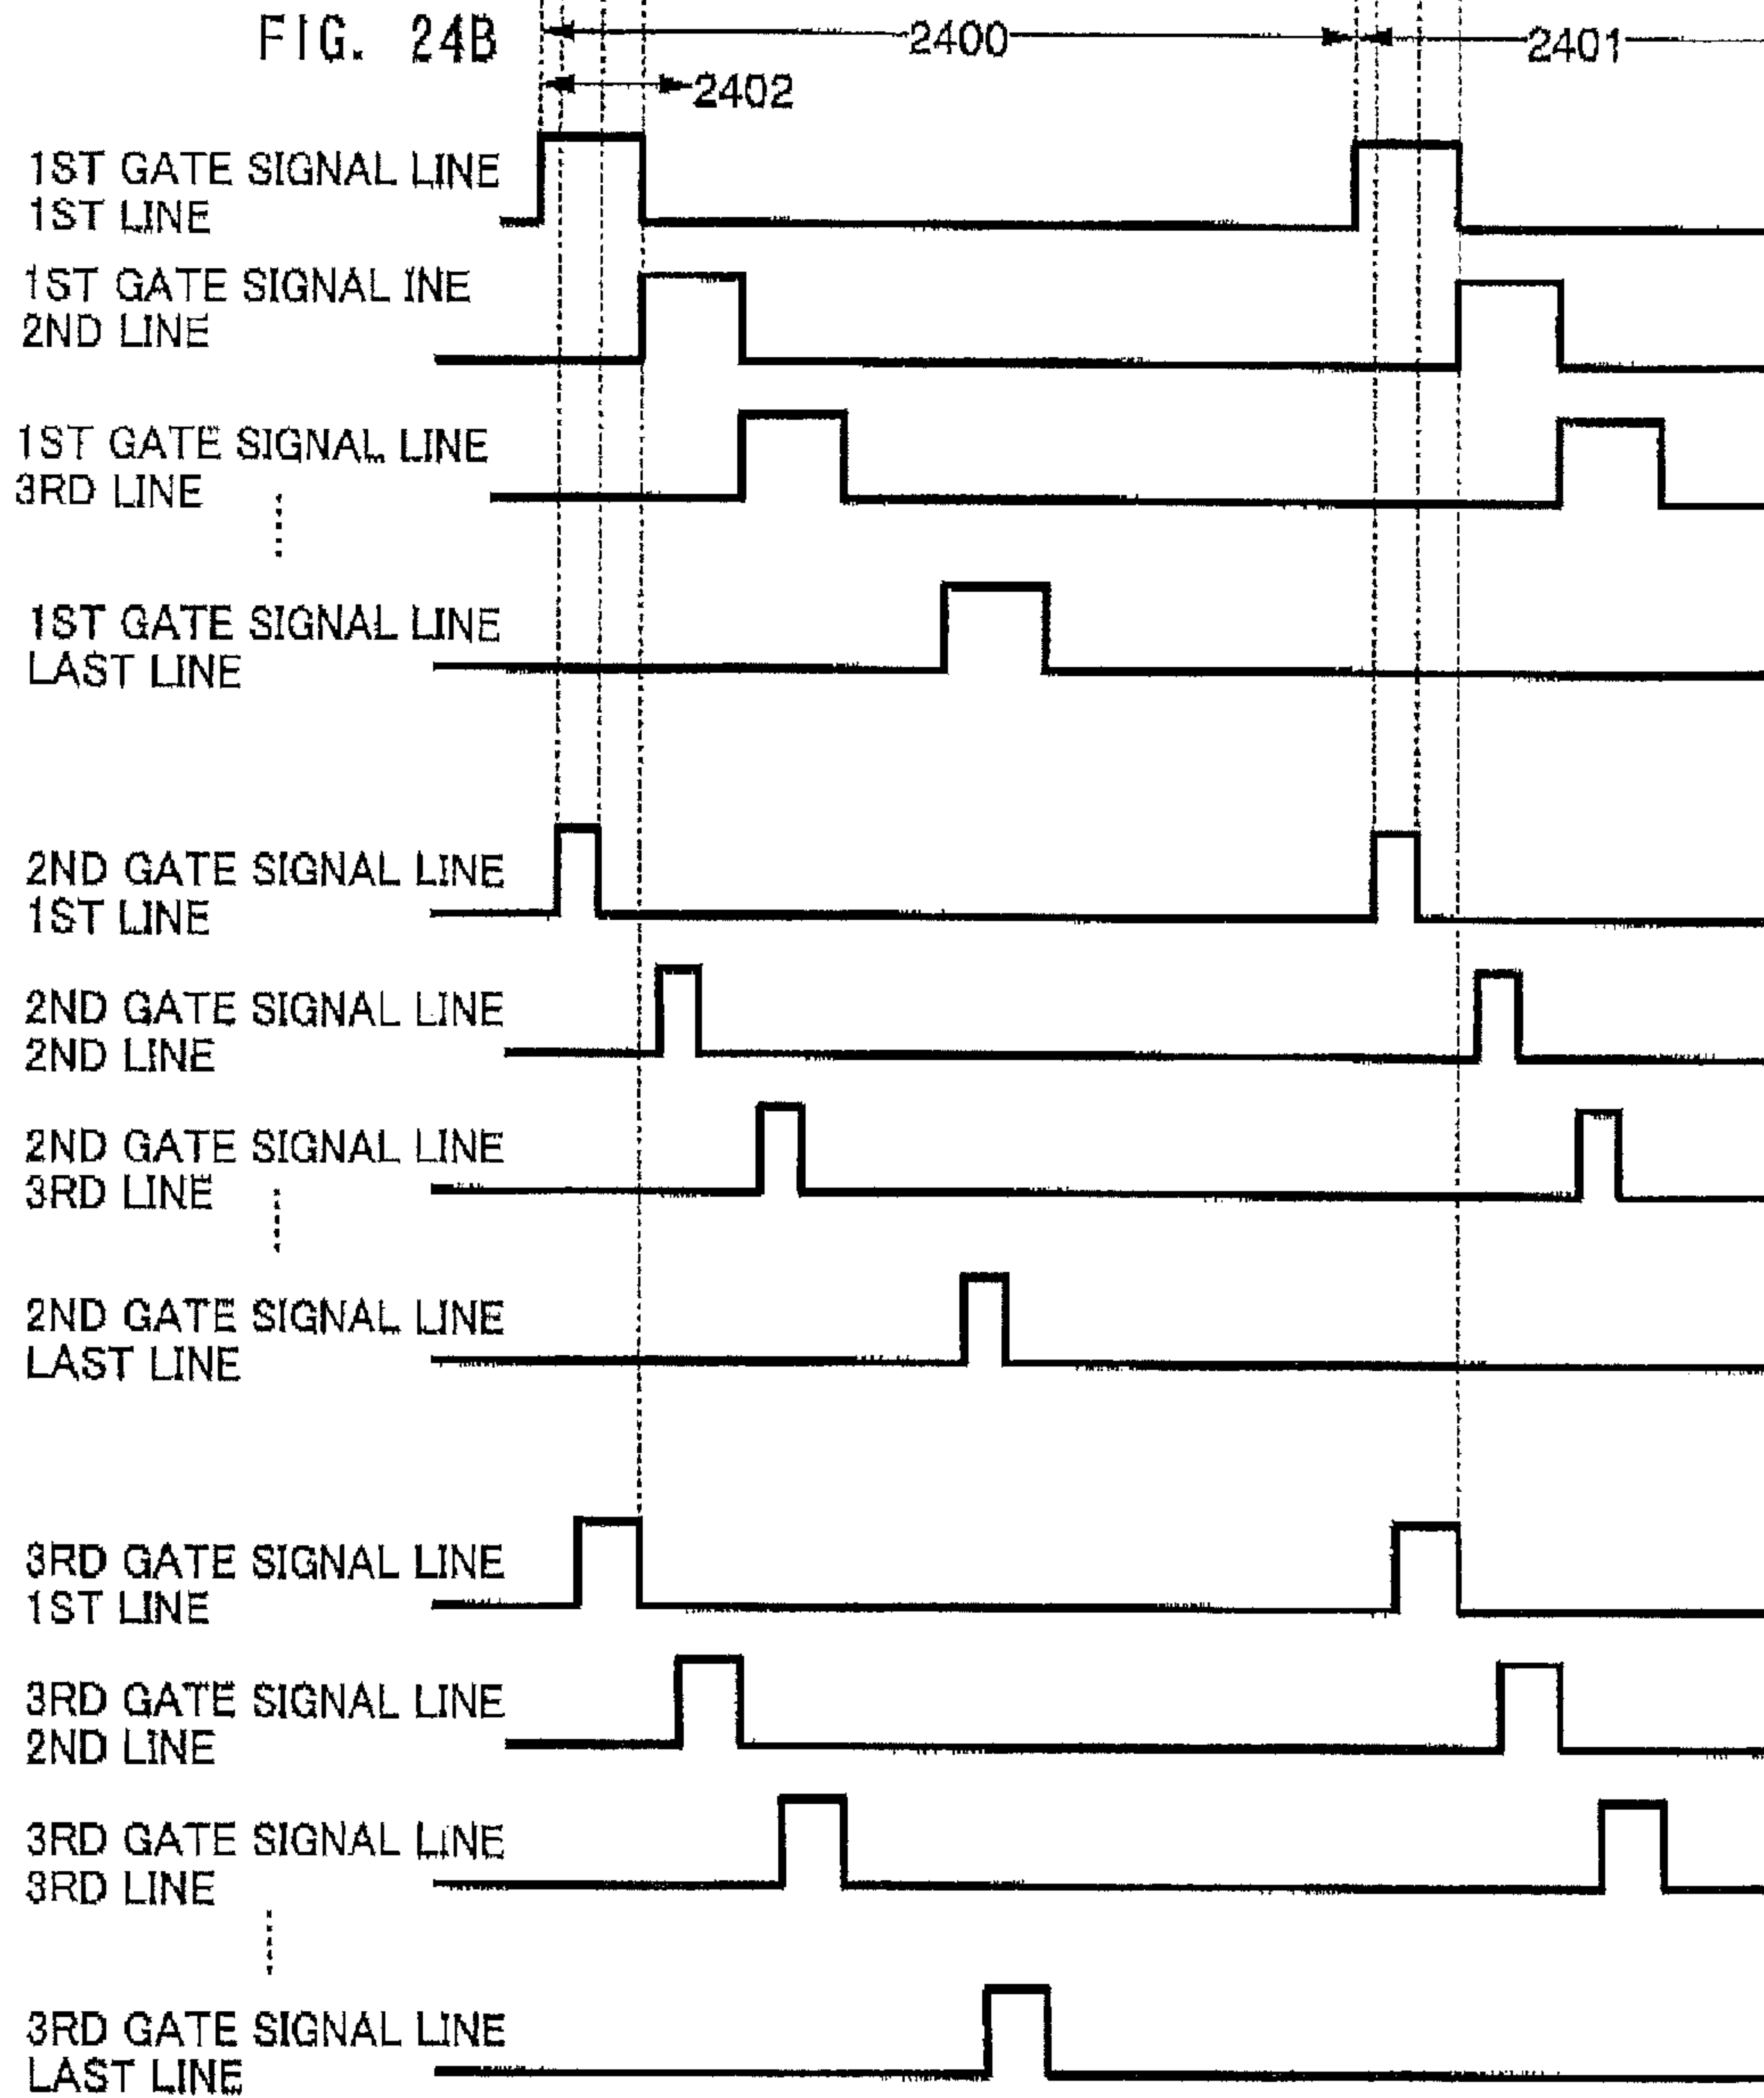 FIG. 24B
2400
2401
2402
1ST GATE SIGNAL LINE
1ST LINE
1ST GATE SIGNAL INE
2ND LINE
1ST GATE SIGNAL LINE
3RD LINE
1ST GATE SIGNAL LINE
LAST LINE
2ND GATE SIGNAL LINE
1ST LINE
2ND GATE SIGNAL LINE
2ND LINE
2ND GATE SIGNAL LINE
3RD LINE
2ND GATE SIGNAL LINE
LAST LINE
3RD GATE SIGNAL LINE
1ST LINE
3RD GATE SIGNAL LINE
2ND LINE
3RD GATE SIGNAL LINE
3RD LINE
3RD GATE SIGNAL LINE
LAST LINE